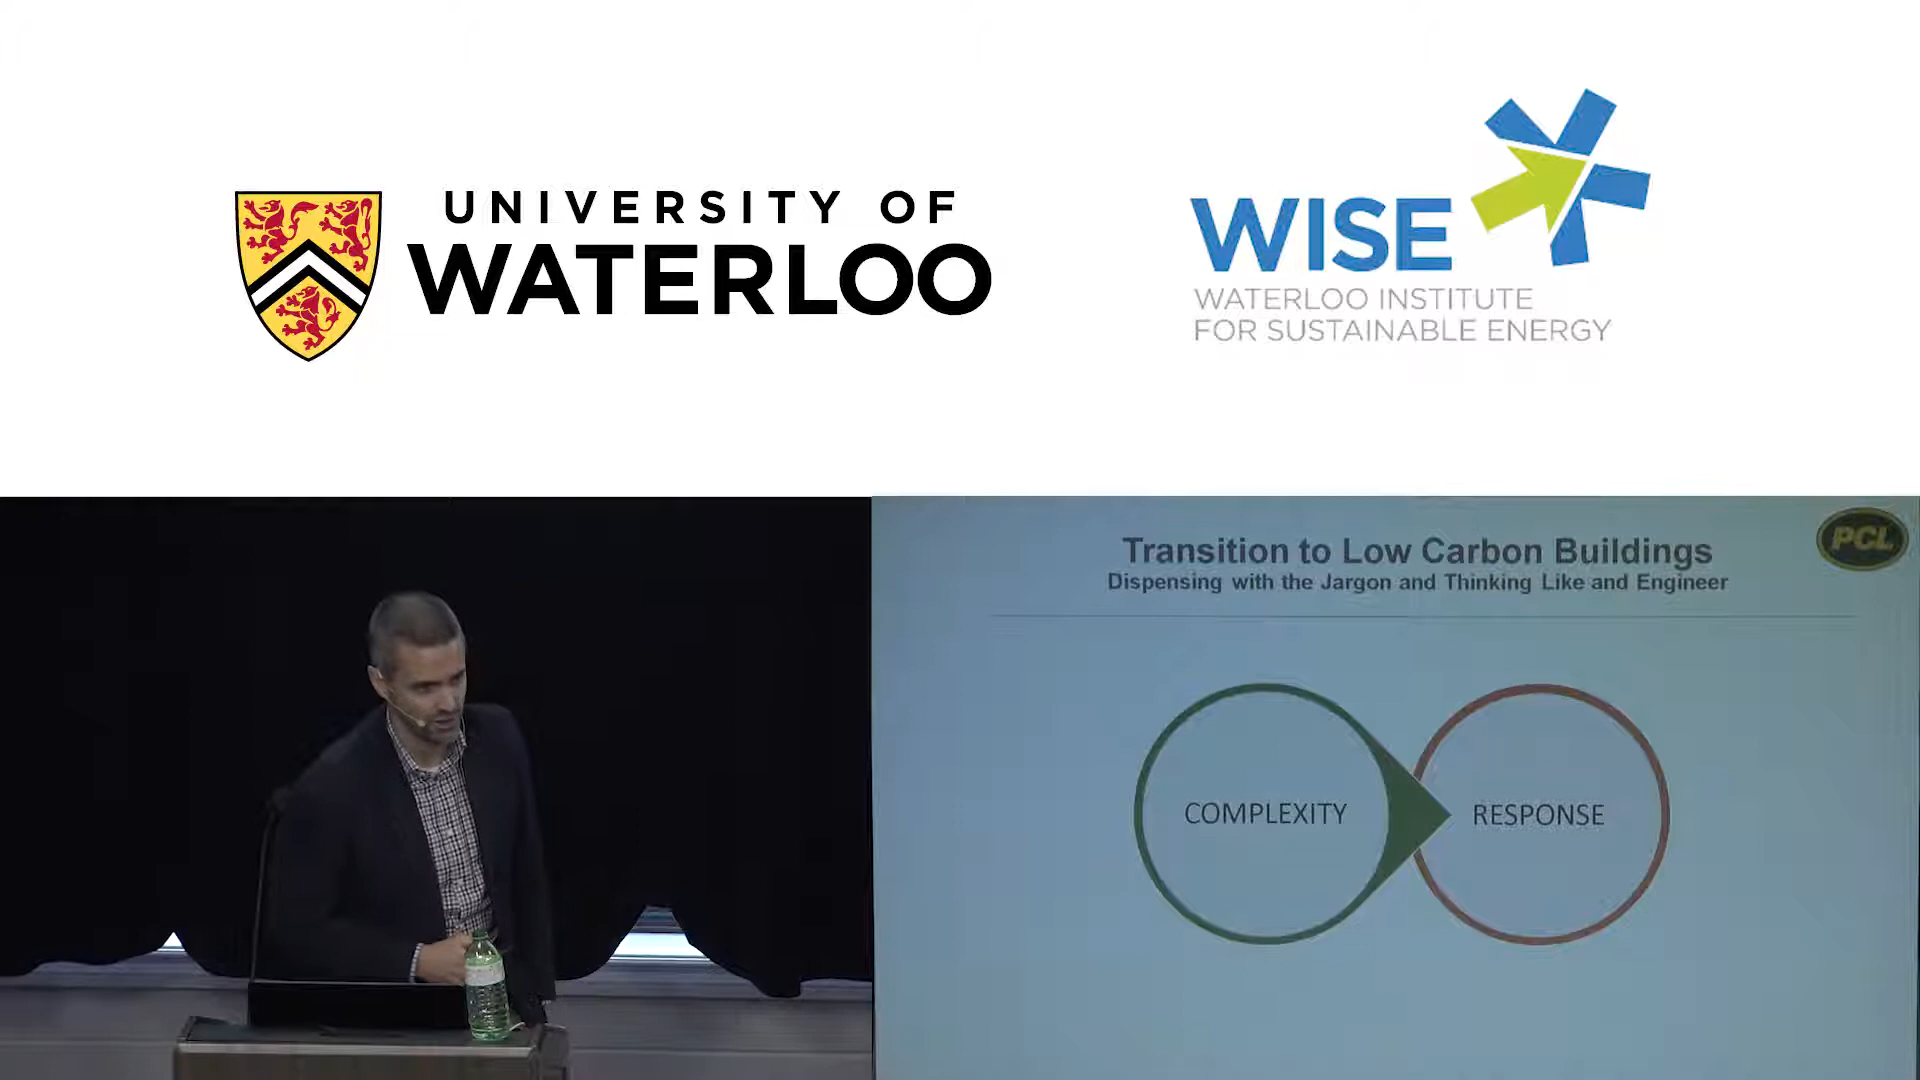 UNIVERSITY OF
WATERLOO
WISE
WATERLOO INSTITUTE
FOR SUSTAINABLE ENERGY
Transition to Low Carbon Buildings
Dispensing with the Jargon and Thinking Like and Engineer
PCL
COMPLEXITY
RESPONSE